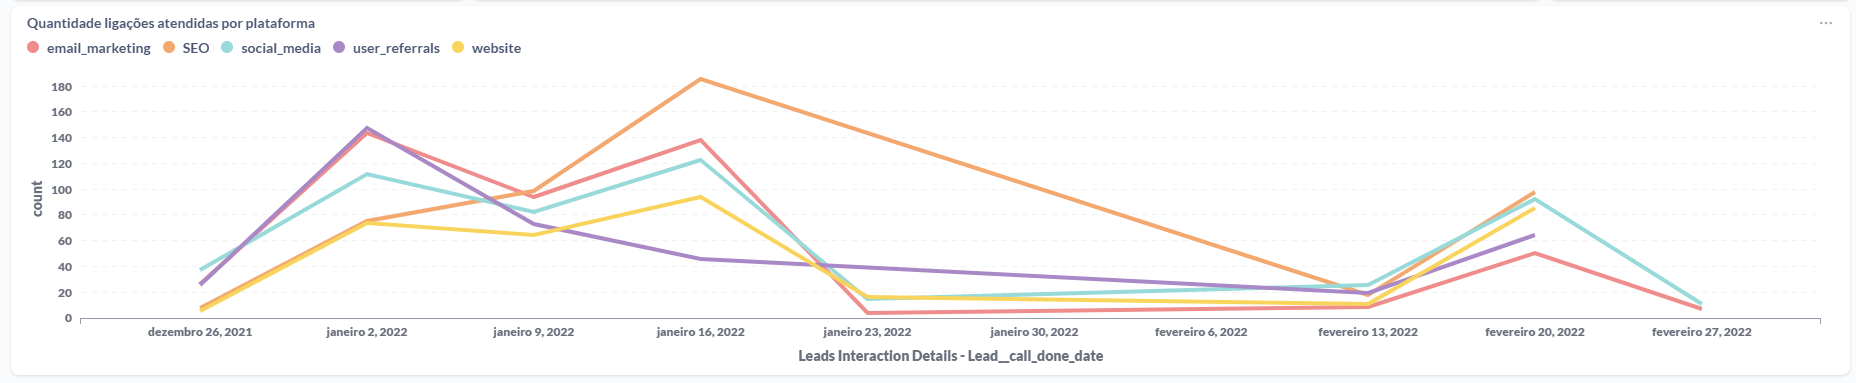 Quantidade ligações atendidas por plataforma
...
email_marketing SEO social_media user_referrals website
180
160
140
120
100
80
60
40
20
0
count
dezembro 26, 2021 janeiro 2, 2022 janeiro 9, 2022 janeiro 16, 2022 janeiro 23, 2022 janeiro 30, 2022 fevereiro 6, 2022 fevereiro 13, 2022 fevereiro 20, 2022 fevereiro 27, 2022
Leads Interaction Details - Lead__call_done_date